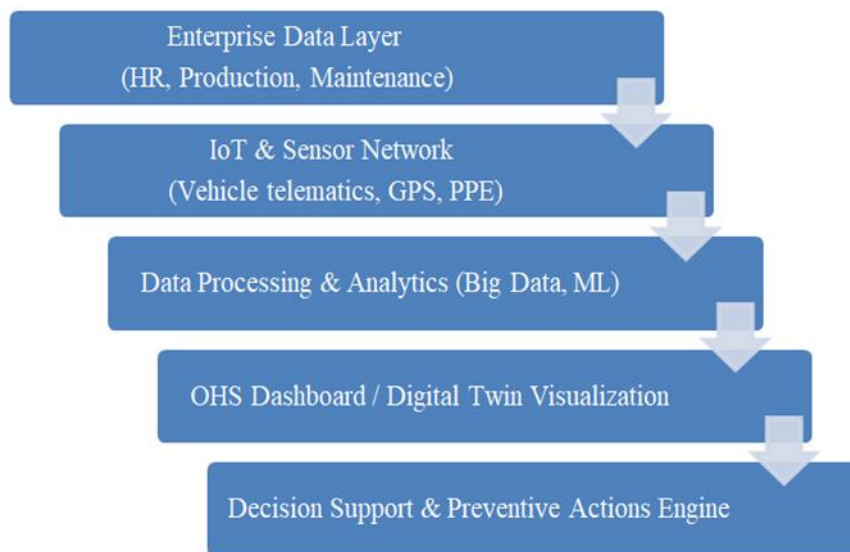 Enterprise Data Layer
(HR, Production, Maintenance)
IoT & Sensor Network
(Vehicle telematics, GPS, PPE)
Data Processing & Analytics (Big Data, ML)
OHS Dashboard / Digital Twin Visualization
Decision Support & Preventive Actions Engine